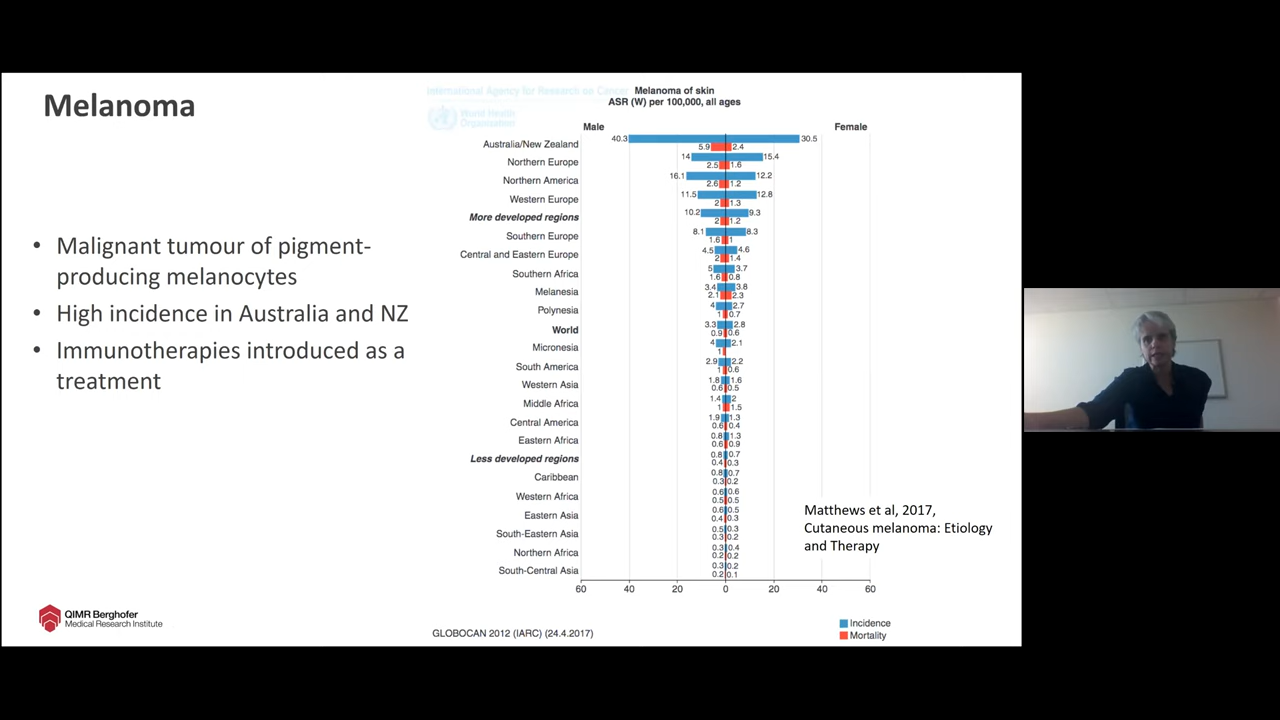 Melanoma
• Malignant tumour of pigment-
producing melanocytes
• High incidence in Australia and NZ
• Immunotherapies introduced as a
treatment
QIMR Berghofer
Medical Research Institute
International Agency for Research on Cancer
World Health
Organization
Melanoma of skin
ASR (W) per 100,000, all ages
Male Female
Australia/New Zealand 40.3 30.5
5.9 2.4
Northern Europe 14 15.4
2.5 1.6
Northern America 16.1 12.2
2.6 1.2
Western Europe 11.5 12.8
2 1.3
More developed regions 10.2 9.3
2 1.2
Southern Europe 8.1 8.3
1.6 1
Central and Eastern Europe 4.5 4.6
2 1.4
Southern Africa 5 3.7
1.6 0.8
Melanesia 3.4 3.8
2.1 2.3
Polynesia 4 2.7
1 0.7
World 3.3 2.8
0.9 0.6
Micronesia 4 2.1
1
South America 2.9 2.2
1 0.6
Western Asia 1.8 1.6
0.6 0.5
Middle Africa 1.4 2
1 1.5
Central America 1.9 1.3
0.6 0.4
Eastern Africa 0.8 1.3
0.6 0.9
Less developed regions 0.8 0.7
0.4 0.3
Caribbean 0.8 0.7
0.3 0.2
Western Africa 0.6 0.6
0.5 0.5
Eastern Asia 0.6 0.5
0.4 0.3
South-Eastern Asia 0.5 0.3
0.3 0.2
Northern Africa 0.3 0.4
0.2 0.2
South-Central Asia 0.3 0.2
0.2 0.1
60 40 20 0 20 40 60
Matthews et al, 2017,
Cutaneous melanoma: Etiology
and Therapy
Incidence
Mortality
GLOBOCAN 2012 (IARC) (24.4.2017)